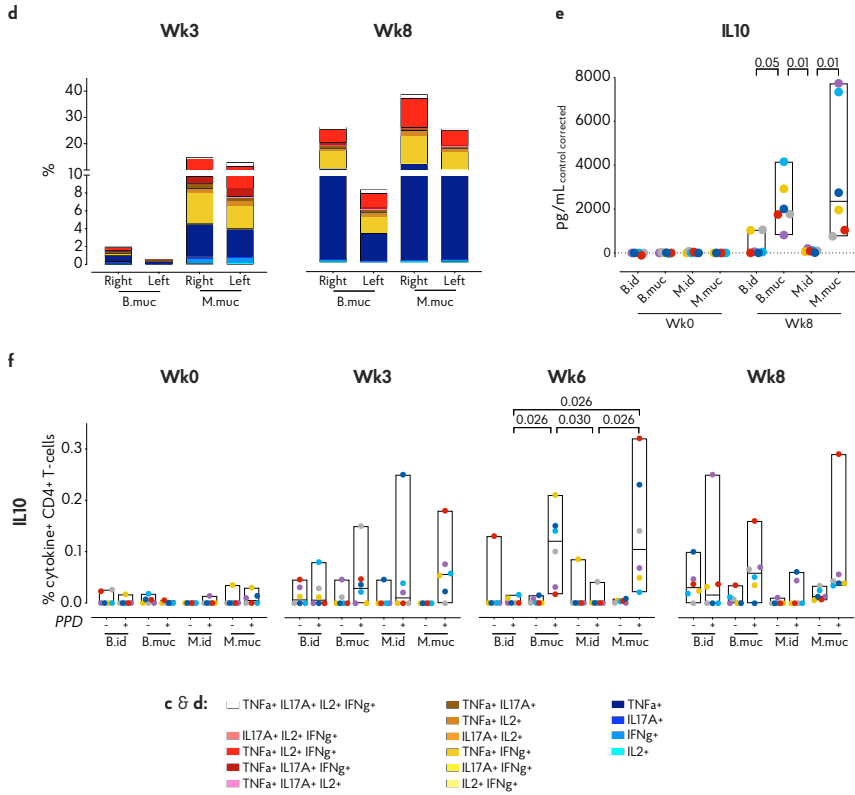 d
Wk3
Wk8
%
40
30
20
10
8
6
4
2
0
Right Left Right Left
B.muc M.muc
Right Left Right Left
B.muc M.muc
e
IL10
0.05 0.01 0.01
pg/mL control corrected
8000
6000
4000
2000
0
B.id B.muc M.id M.muc B.id B.muc M.id M.muc
Wk0 Wk8
f
Wk0 Wk3 Wk6 Wk8
0.026
0.026 0.030 0.026
IL10
% cytokine+ CD4+ T-cells
0.3
0.2
0.1
0.0
PPD - + - + - + - + - + - + - + - + - + - + - + - + - + - + - + - +
B.id B.muc M.id M.muc B.id B.muc M.id M.muc B.id B.muc M.id M.muc B.id B.muc M.id M.muc
c & d:
TNFa+ IL17A+ IL2+ IFNg+
IL17A+ IL2+ IFNg+
TNFa+ IL2+ IFNg+
TNFa+ IL17A+ IFNg+
TNFa+ IL17A+ IL2+
TNFa+ IL17A+
TNFa+ IL2+
IL17A+ IL2+
TNFa+ IFNg+
IL17A+ IFNg+
IL2+ IFNg+
TNFa+
IL17A+
IFNg+
IL2+